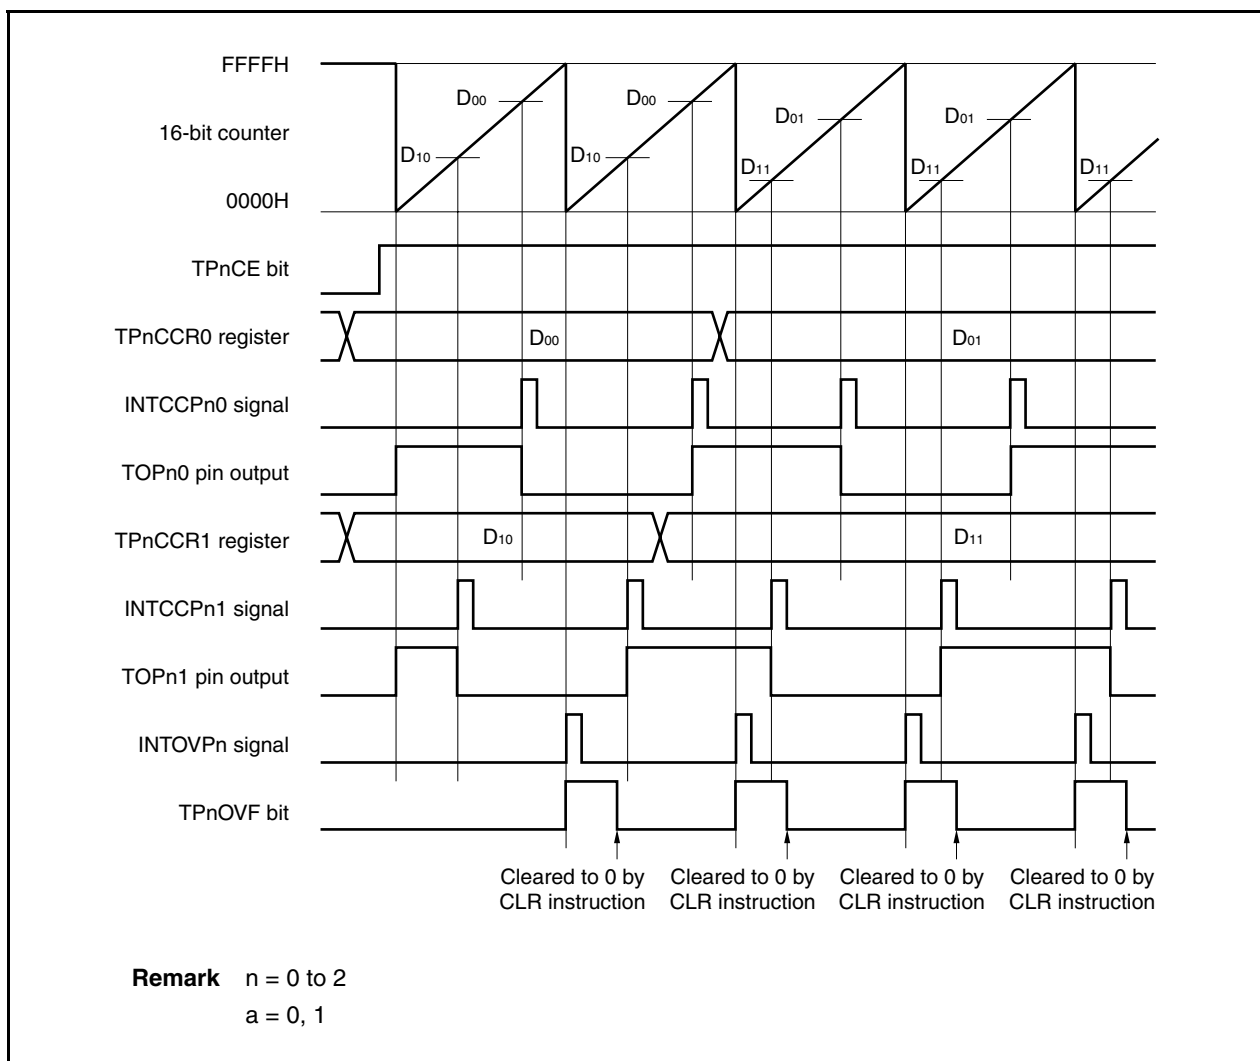 FFFFH
D00
D00
D01
D01
16-bit counter
D10
D10
D11
D11
D11
0000H
TPnCE bit
TPnCCR0 register
D00
D01
INTCCPn0 signal
TOPn0 pin output
TPnCCR1 register
D10
D11
INTCCPn1 signal
TOPn1 pin output
INTOVPn signal
TPnOVF bit
Cleared to 0 by
CLR instruction
Cleared to 0 by
CLR instruction
Cleared to 0 by
CLR instruction
Cleared to 0 by
CLR instruction
Remark n = 0 to 2
a = 0, 1